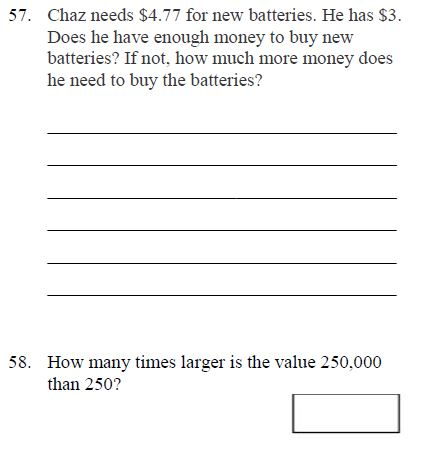 57. Chaz needs $4.77 for new batteries. He has $3.
Does he have enough money to buy new
batteries? If not, how much more money does
he need to buy the batteries?
58. How many times larger is the value 250,000
than 250?